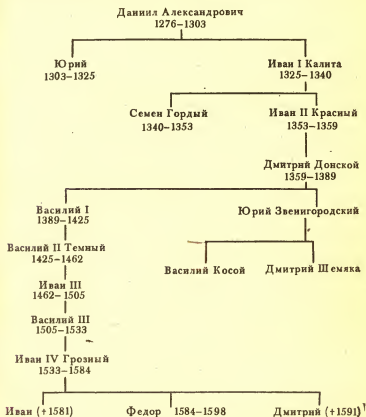 Даниил Александрович
1276–1303
Юрий
1303–1325
Иван I Калита
1325–1340
Семен Гордый
1340–1353
Иван II Красный
1353–1359
Дмитрий Донской
1359–1389
Василий I
1389–1425
Юрий Звенигородский
Василий II Темный
1425–1462
Василий Косой
Дмитрий Шемяка
Иван III
1462–1505
Василий III
1505–1533
Иван IV Грозный
1533–1584
Иван (+1581)
Федор 1584–1598
Дмитрий (+1591)¹